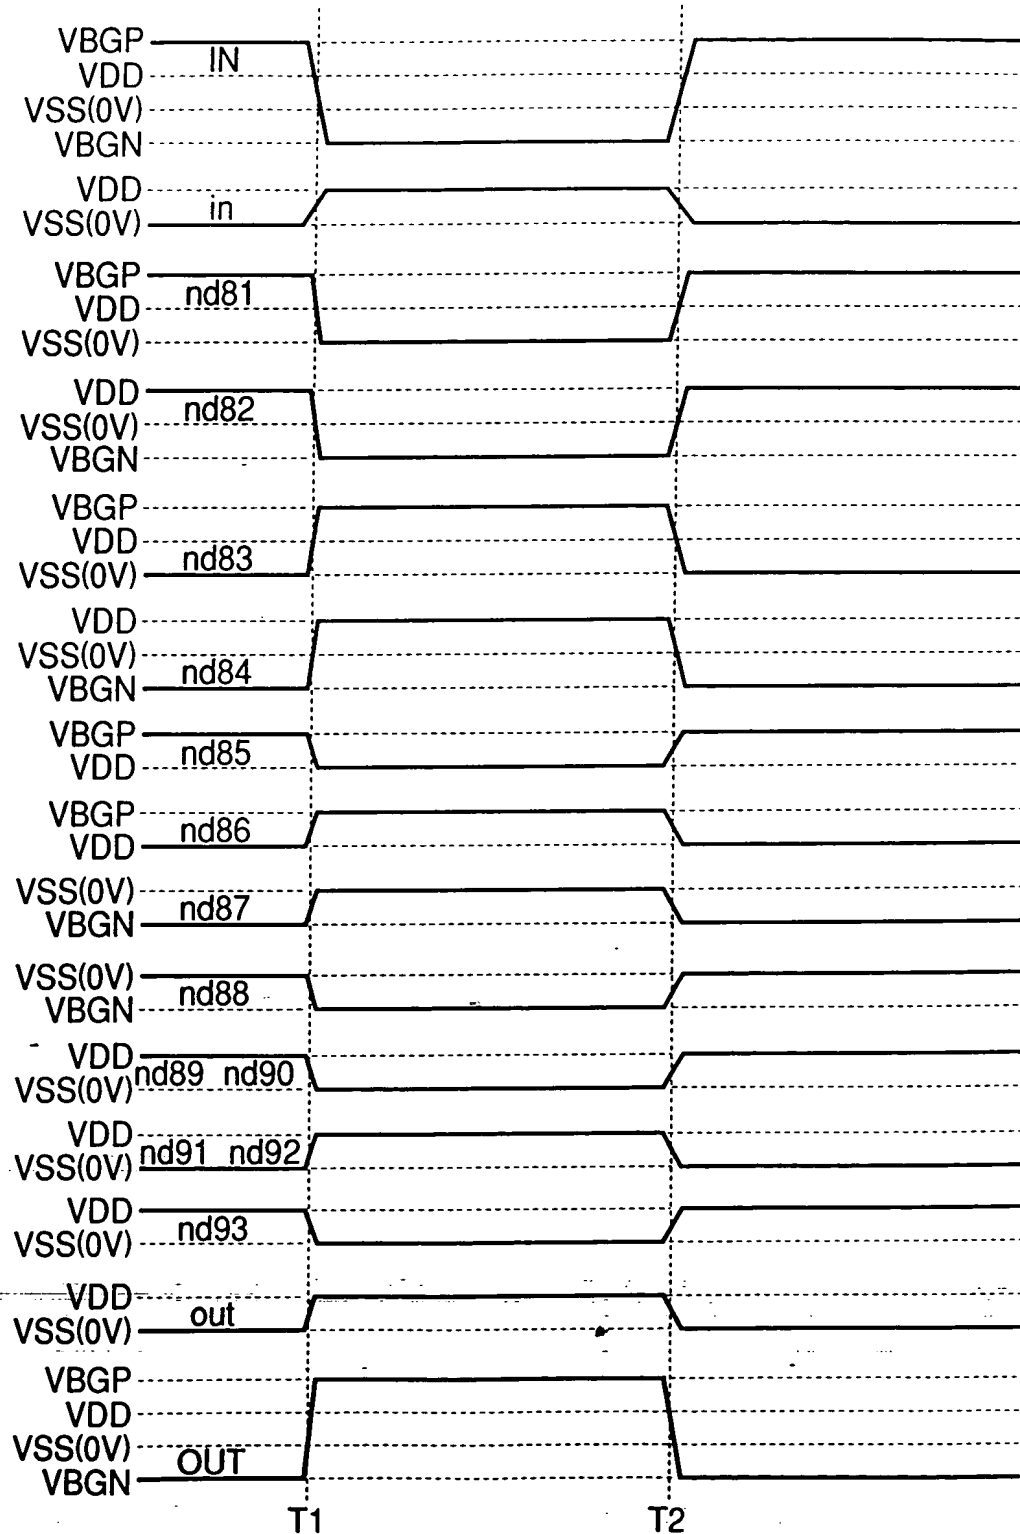 VBGP
IN
VDD
VSS(0V)
VBGN
VDD
in
VSS(0V)
VBGP
nd81
VDD
VSS(0V)
VDD
nd82
VSS(0V)
VBGN
VBGP
VDD
nd83
VSS(0V)
VDD
VSS(0V)
nd84
VBGN
VBGP
nd85
VDD
VBGP
nd86
VDD
VSS(0V)
nd87
VBGN
VSS(0V)
nd88
VBGN
VDD
nd89 nd90
VSS(0V)
VDD
nd91 nd92
VSS(0V)
VDD
nd93
VSS(0V)
VDD
out
VSS(0V)
VBGP
VDD
VSS(0V)
OUT
VBGN
T1 T2